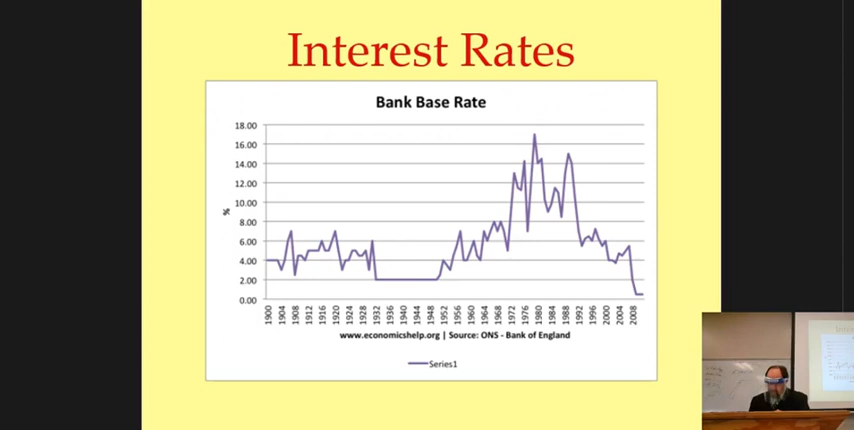 Interest Rates
Bank Base Rate
18.00
16.00
14.00
12.00
10.00
8.00
6.00
4.00
2.00
0.00
%
1900 1904 1908 1912 1916 1920 1924 1928 1932 1936 1940 1944 1948 1952 1956 1960 1964 1968 1972 1976 1980 1984 1988 1992 1996 2000 2004 2008
www.economicshelp.org | Source: ONS - Bank of England
Series1